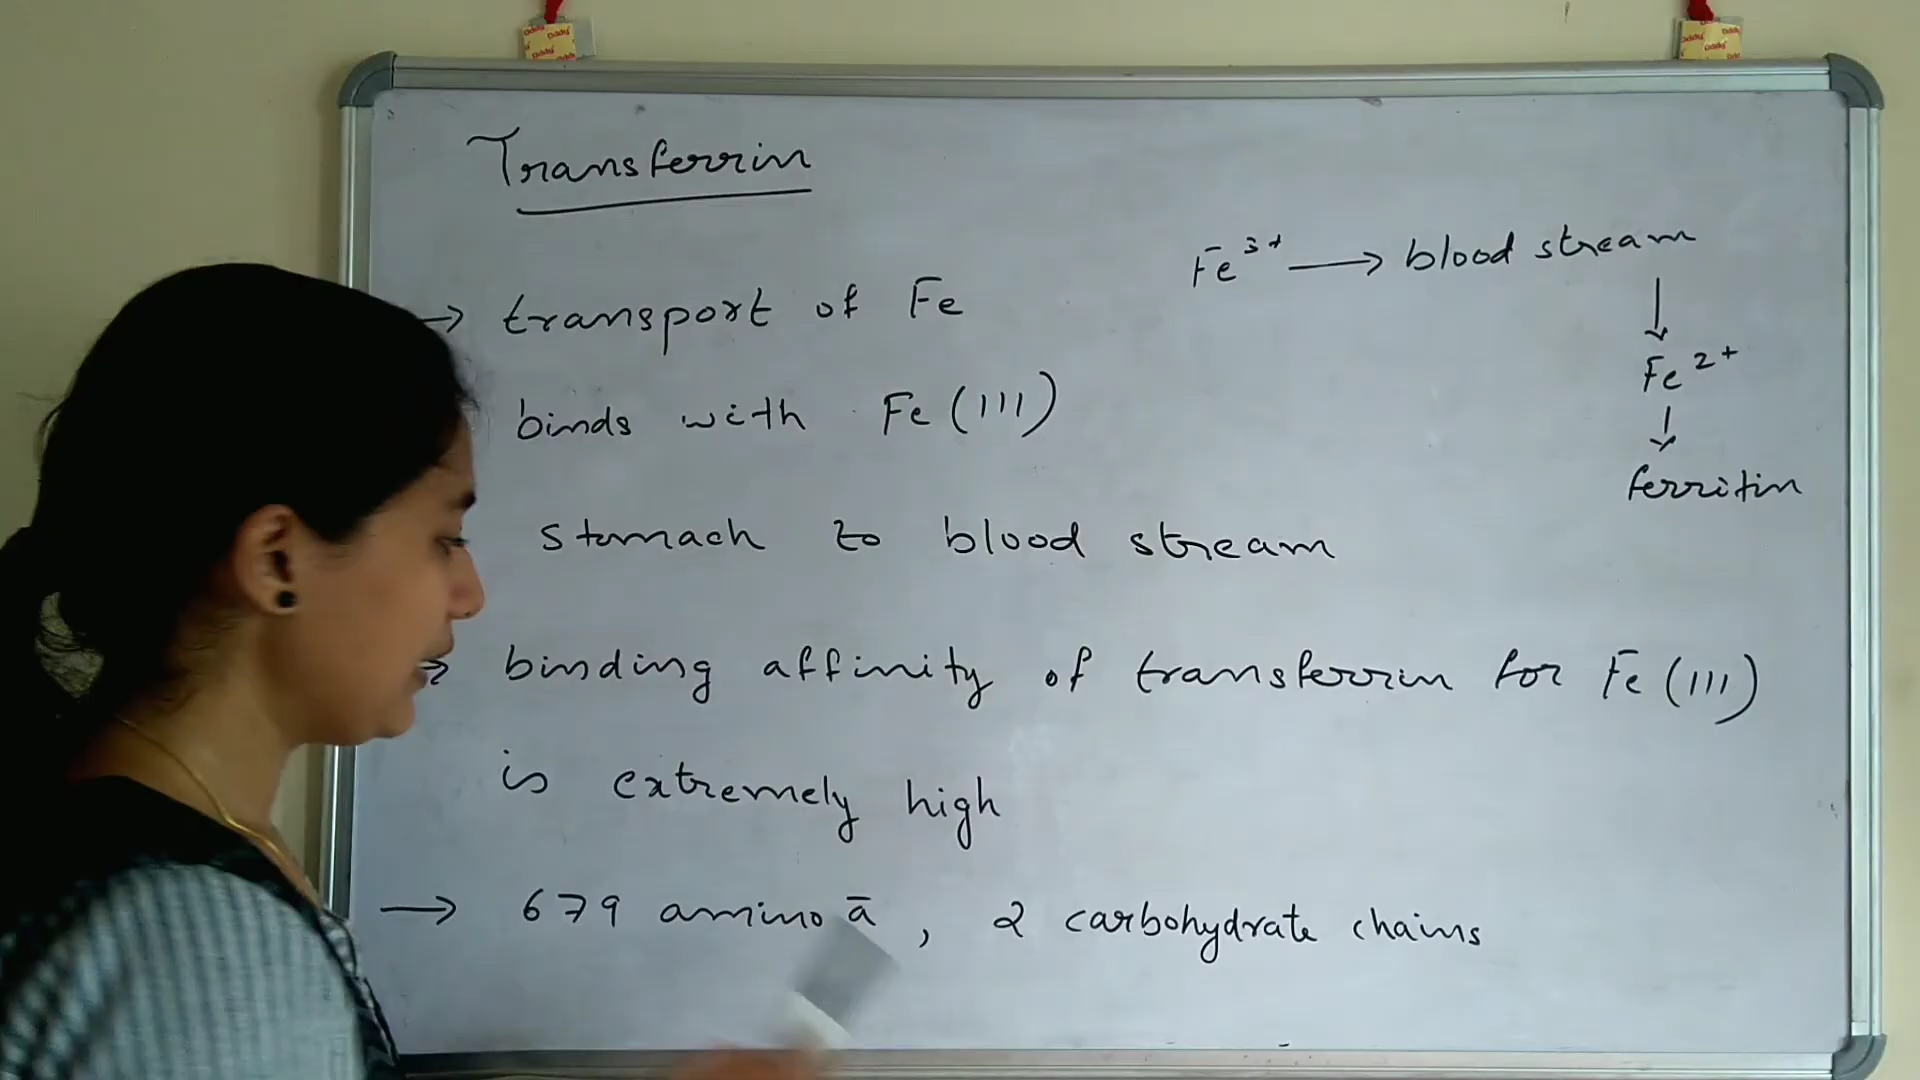 Transferrin
→ transport of Fe
binds with Fe (III)
stomach to blood stream
→ binding affinity of transferrin for Fe (III)
is extremely high
→ 679 amino ā, 2 carbohydrate chains
Fe³⁺ → blood stream
↓
Fe²⁺
↓
ferritin